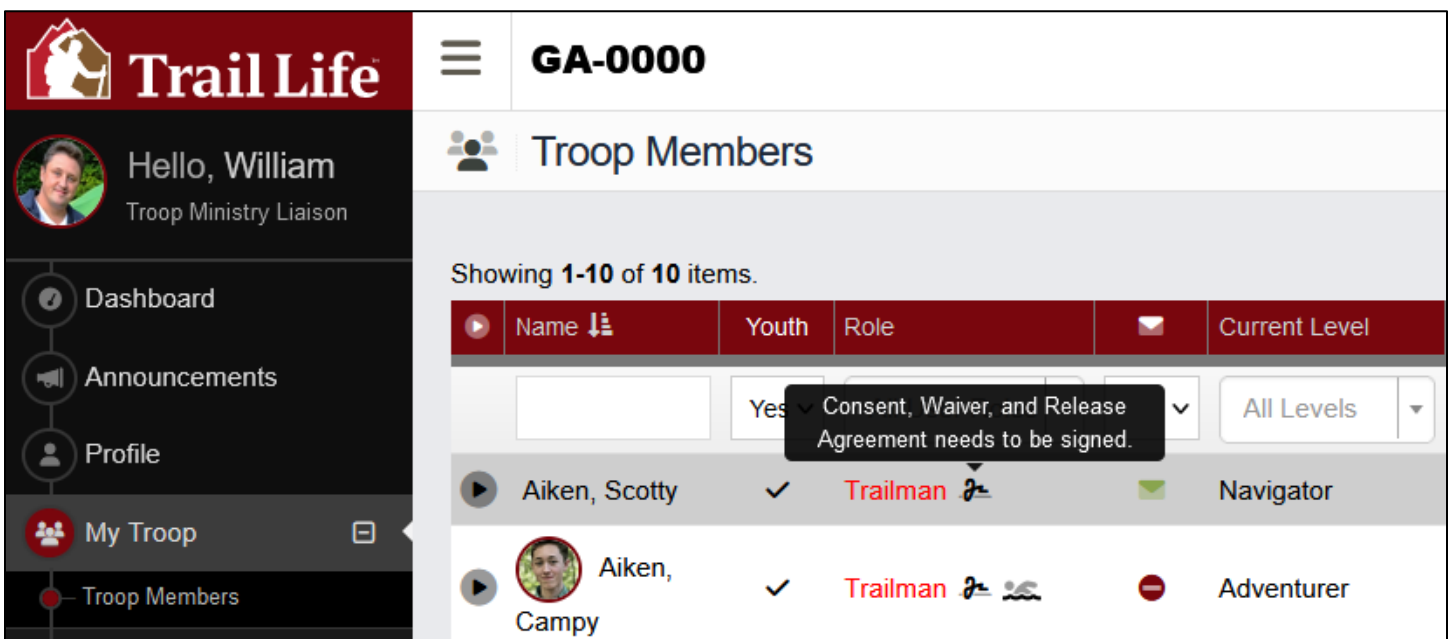 Trail Life
GA-0000
Hello, William
Troop Ministry Liaison
Troop Members
Showing 1-10 of 10 items.
Name Youth Role Current Level
Dashboard
Announcements
Profile
My Troop
Troop Members
Yes All Levels
Consent, Waiver, and Release
Agreement needs to be signed.
Aiken, Scotty Trailman Navigator
Aiken,
Campy Trailman Adventurer